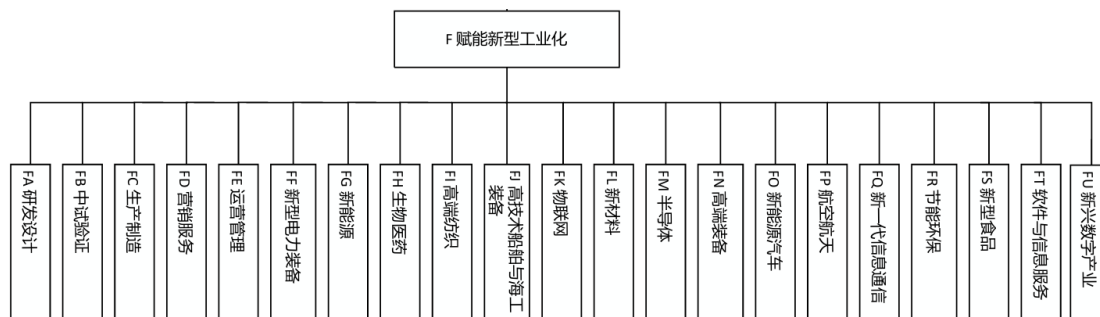 F 赋能新型工业化
FA 研发设计
FB 中试验证
FC 生产制造
FD 营销服务
FE 运营管理
FF 新型电力装备
FG 新能源
FH 生物医药
FI 高端纺织
FJ 高技术船舶与海工
装备
FK 物联网
FL 新材料
FM 半导体
FN 高端装备
FO 新能源汽车
FP 航空航天
FQ 新一代信息通信
FR 节能环保
FS 新型食品
FT 软件与信息服务
FU 新兴数字产业